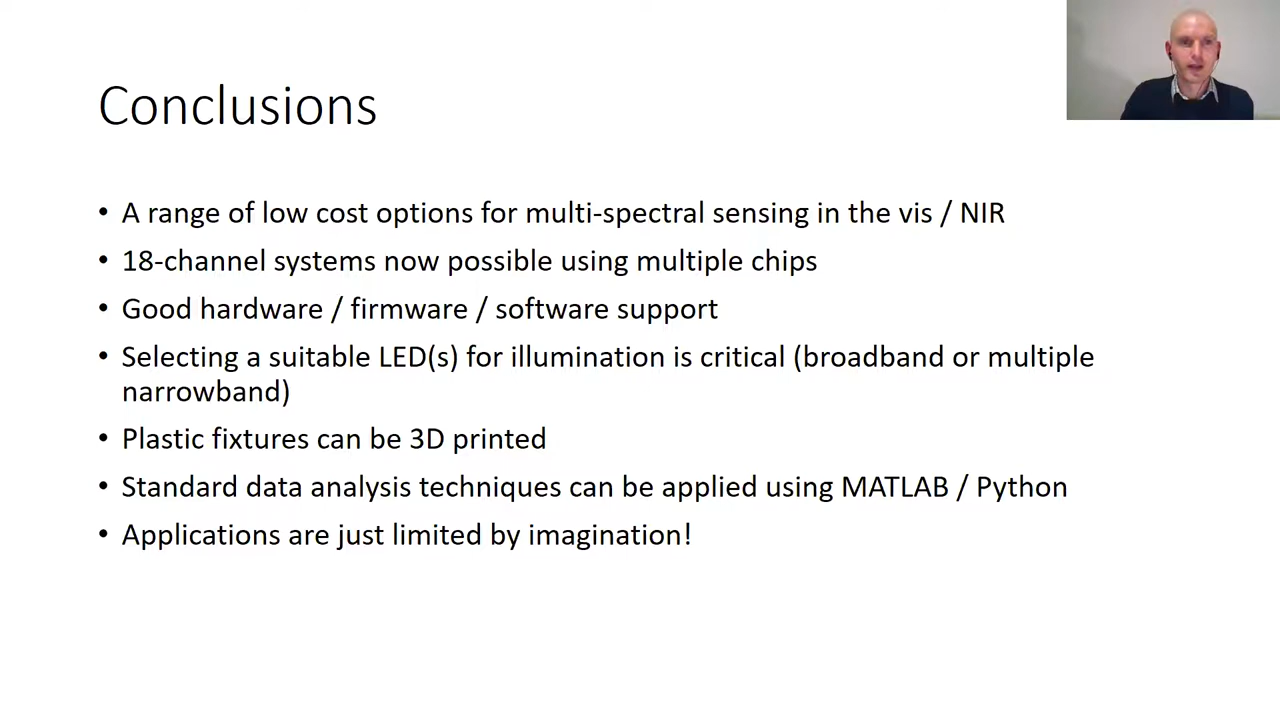 Conclusions
• A range of low cost options for multi-spectral sensing in the vis / NIR
• 18-channel systems now possible using multiple chips
• Good hardware / firmware / software support
• Selecting a suitable LED(s) for illumination is critical (broadband or multiple
narrowband)
• Plastic fixtures can be 3D printed
• Standard data analysis techniques can be applied using MATLAB / Python
• Applications are just limited by imagination!